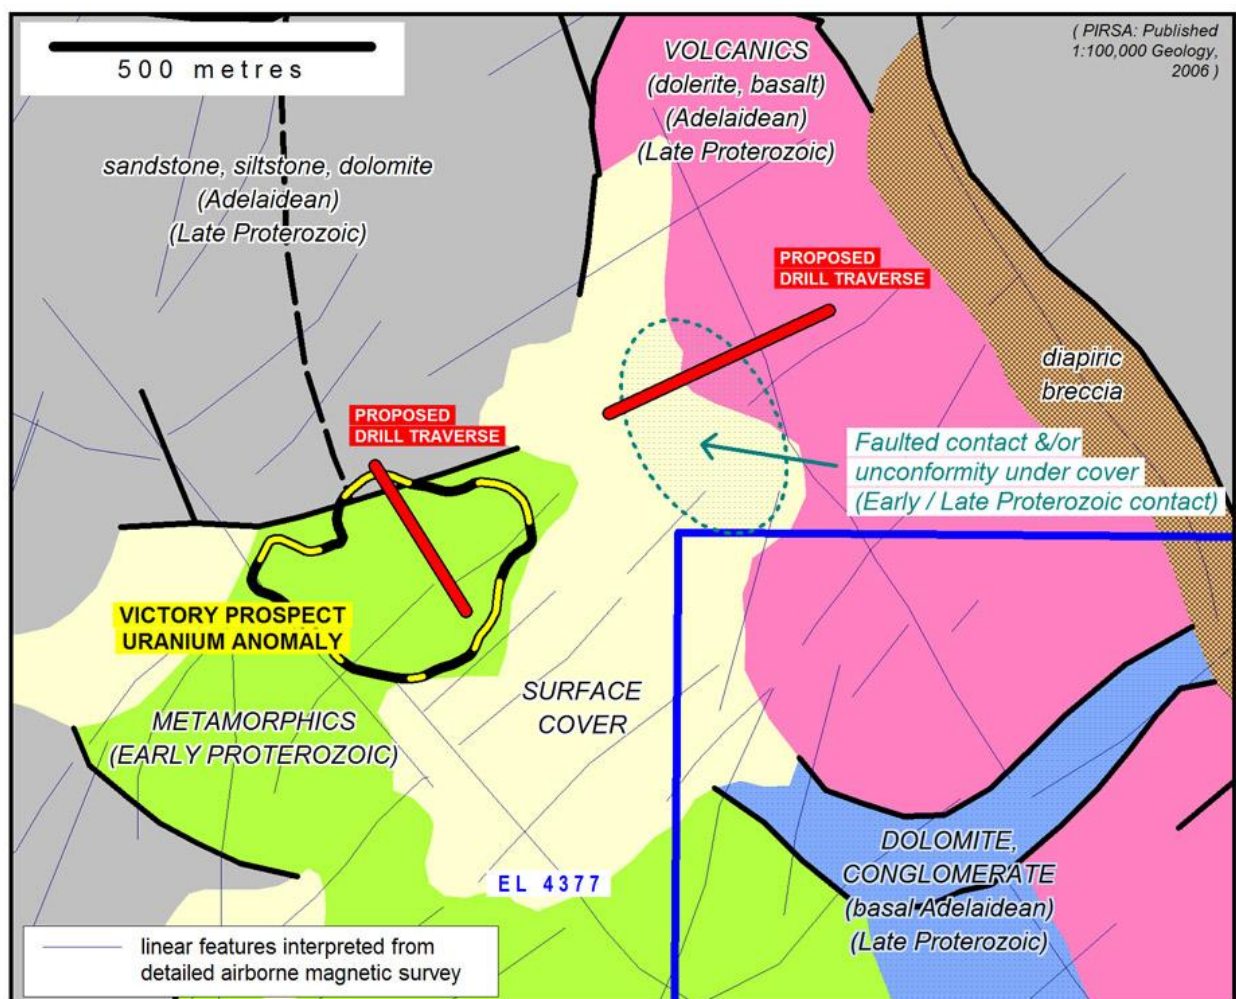 500 metres
VOLCANICS
(dolerite, basalt)
(Adelaidean)
(Late Proterozoic)
( PIRSA: Published
1:100,000 Geology,
2006 )
sandstone, siltstone, dolomite
(Adelaidean)
(Late Proterozoic)
PROPOSED
DRILL TRAVERSE
diapiric
breccia
PROPOSED
DRILL TRAVERSE
Faulted contact &/or
unconformity under cover
(Early / Late Proterozoic contact)
VICTORY PROSPECT
URANIUM ANOMALY
SURFACE
COVER
METAMORPHICS
(EARLY PROTEROZOIC)
DOLOMITE,
CONGLOMERATE
(basal Adelaidean)
(Late Proterozoic)
EL 4377
linear features interpreted from
detailed airborne magnetic survey